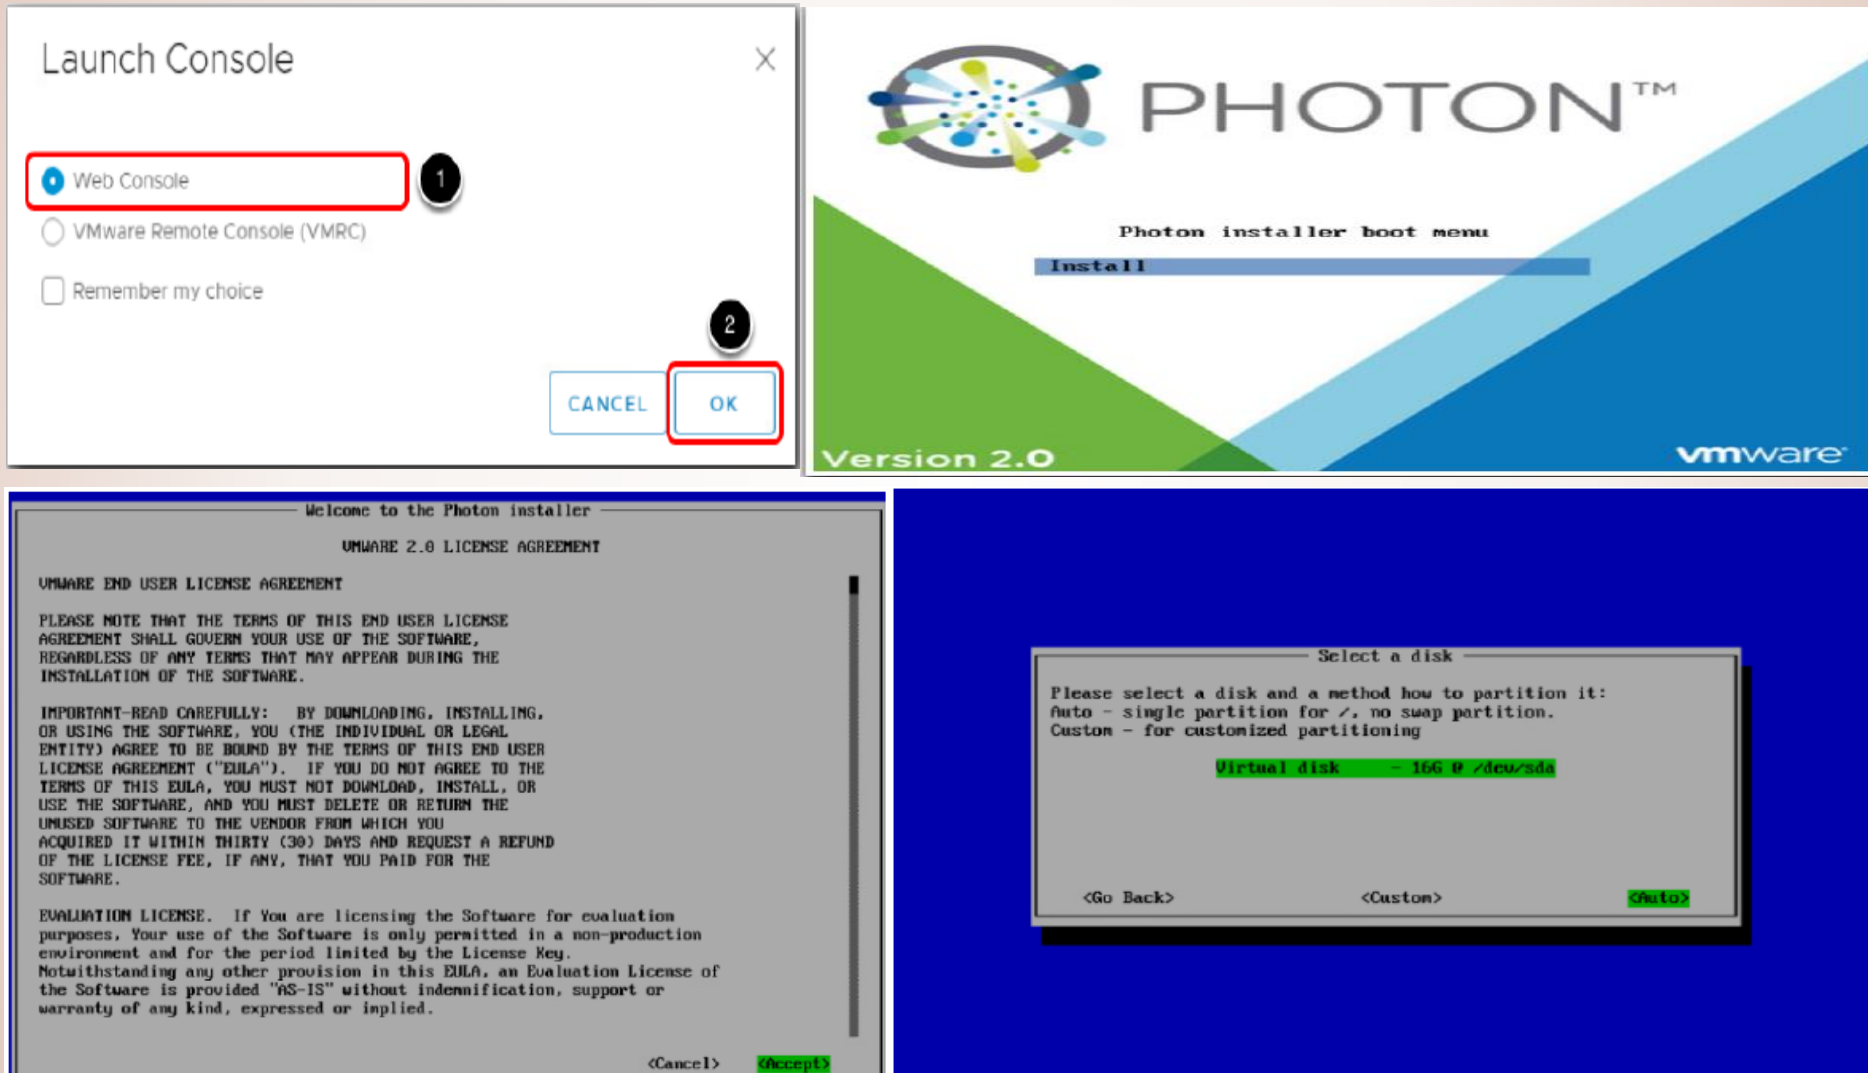 Launch Console
Web Console
1
VMware Remote Console (VMRC)
Remember my choice
2
CANCEL
OK
PHOTON™
Photon installer boot menu
Install
Version 2.0
vmware
Welcome to the Photon installer
VMWARE 2.0 LICENSE AGREEMENT
VMWARE END USER LICENSE AGREEMENT
PLEASE NOTE THAT THE TERMS OF THIS END USER LICENSE
AGREEMENT SHALL GOVERN YOUR USE OF THE SOFTWARE,
REGARDLESS OF ANY TERMS THAT MAY APPEAR DURING THE
INSTALLATION OF THE SOFTWARE.
IMPORTANT-READ CAREFULLY: BY DOWNLOADING, INSTALLING,
OR USING THE SOFTWARE, YOU (THE INDIVIDUAL OR LEGAL
ENTITY) AGREE TO BE BOUND BY THE TERMS OF THIS END USER
LICENSE AGREEMENT ("EULA"). IF YOU DO NOT AGREE TO THE
TERMS OF THIS EULA, YOU MUST NOT DOWNLOAD, INSTALL, OR
USE THE SOFTWARE, AND YOU MUST DELETE OR RETURN THE
UNUSED SOFTWARE TO THE VENDOR FROM WHICH YOU
ACQUIRED IT WITHIN THIRTY (30) DAYS AND REQUEST A REFUND
OF THE LICENSE FEE, IF ANY, THAT YOU PAID FOR THE
SOFTWARE.
EVALUATION LICENSE. If You are licensing the Software for evaluation
purposes, Your use of the Software is only permitted in a non-production
environment and for the period limited by the License Key.
Notwithstanding any other provision in this EULA, an Evaluation License of
the Software is provided "AS-IS" without indemnification, support or
warranty of any kind, expressed or implied.
<Cancel>
<Accept>
Select a disk
Please select a disk and a method how to partition it:
Auto - single partition for /, no swap partition.
Custom - for customized partitioning
Virtual disk - 16G @ /dev/sda
<Go Back>
<Custom>
<Auto>